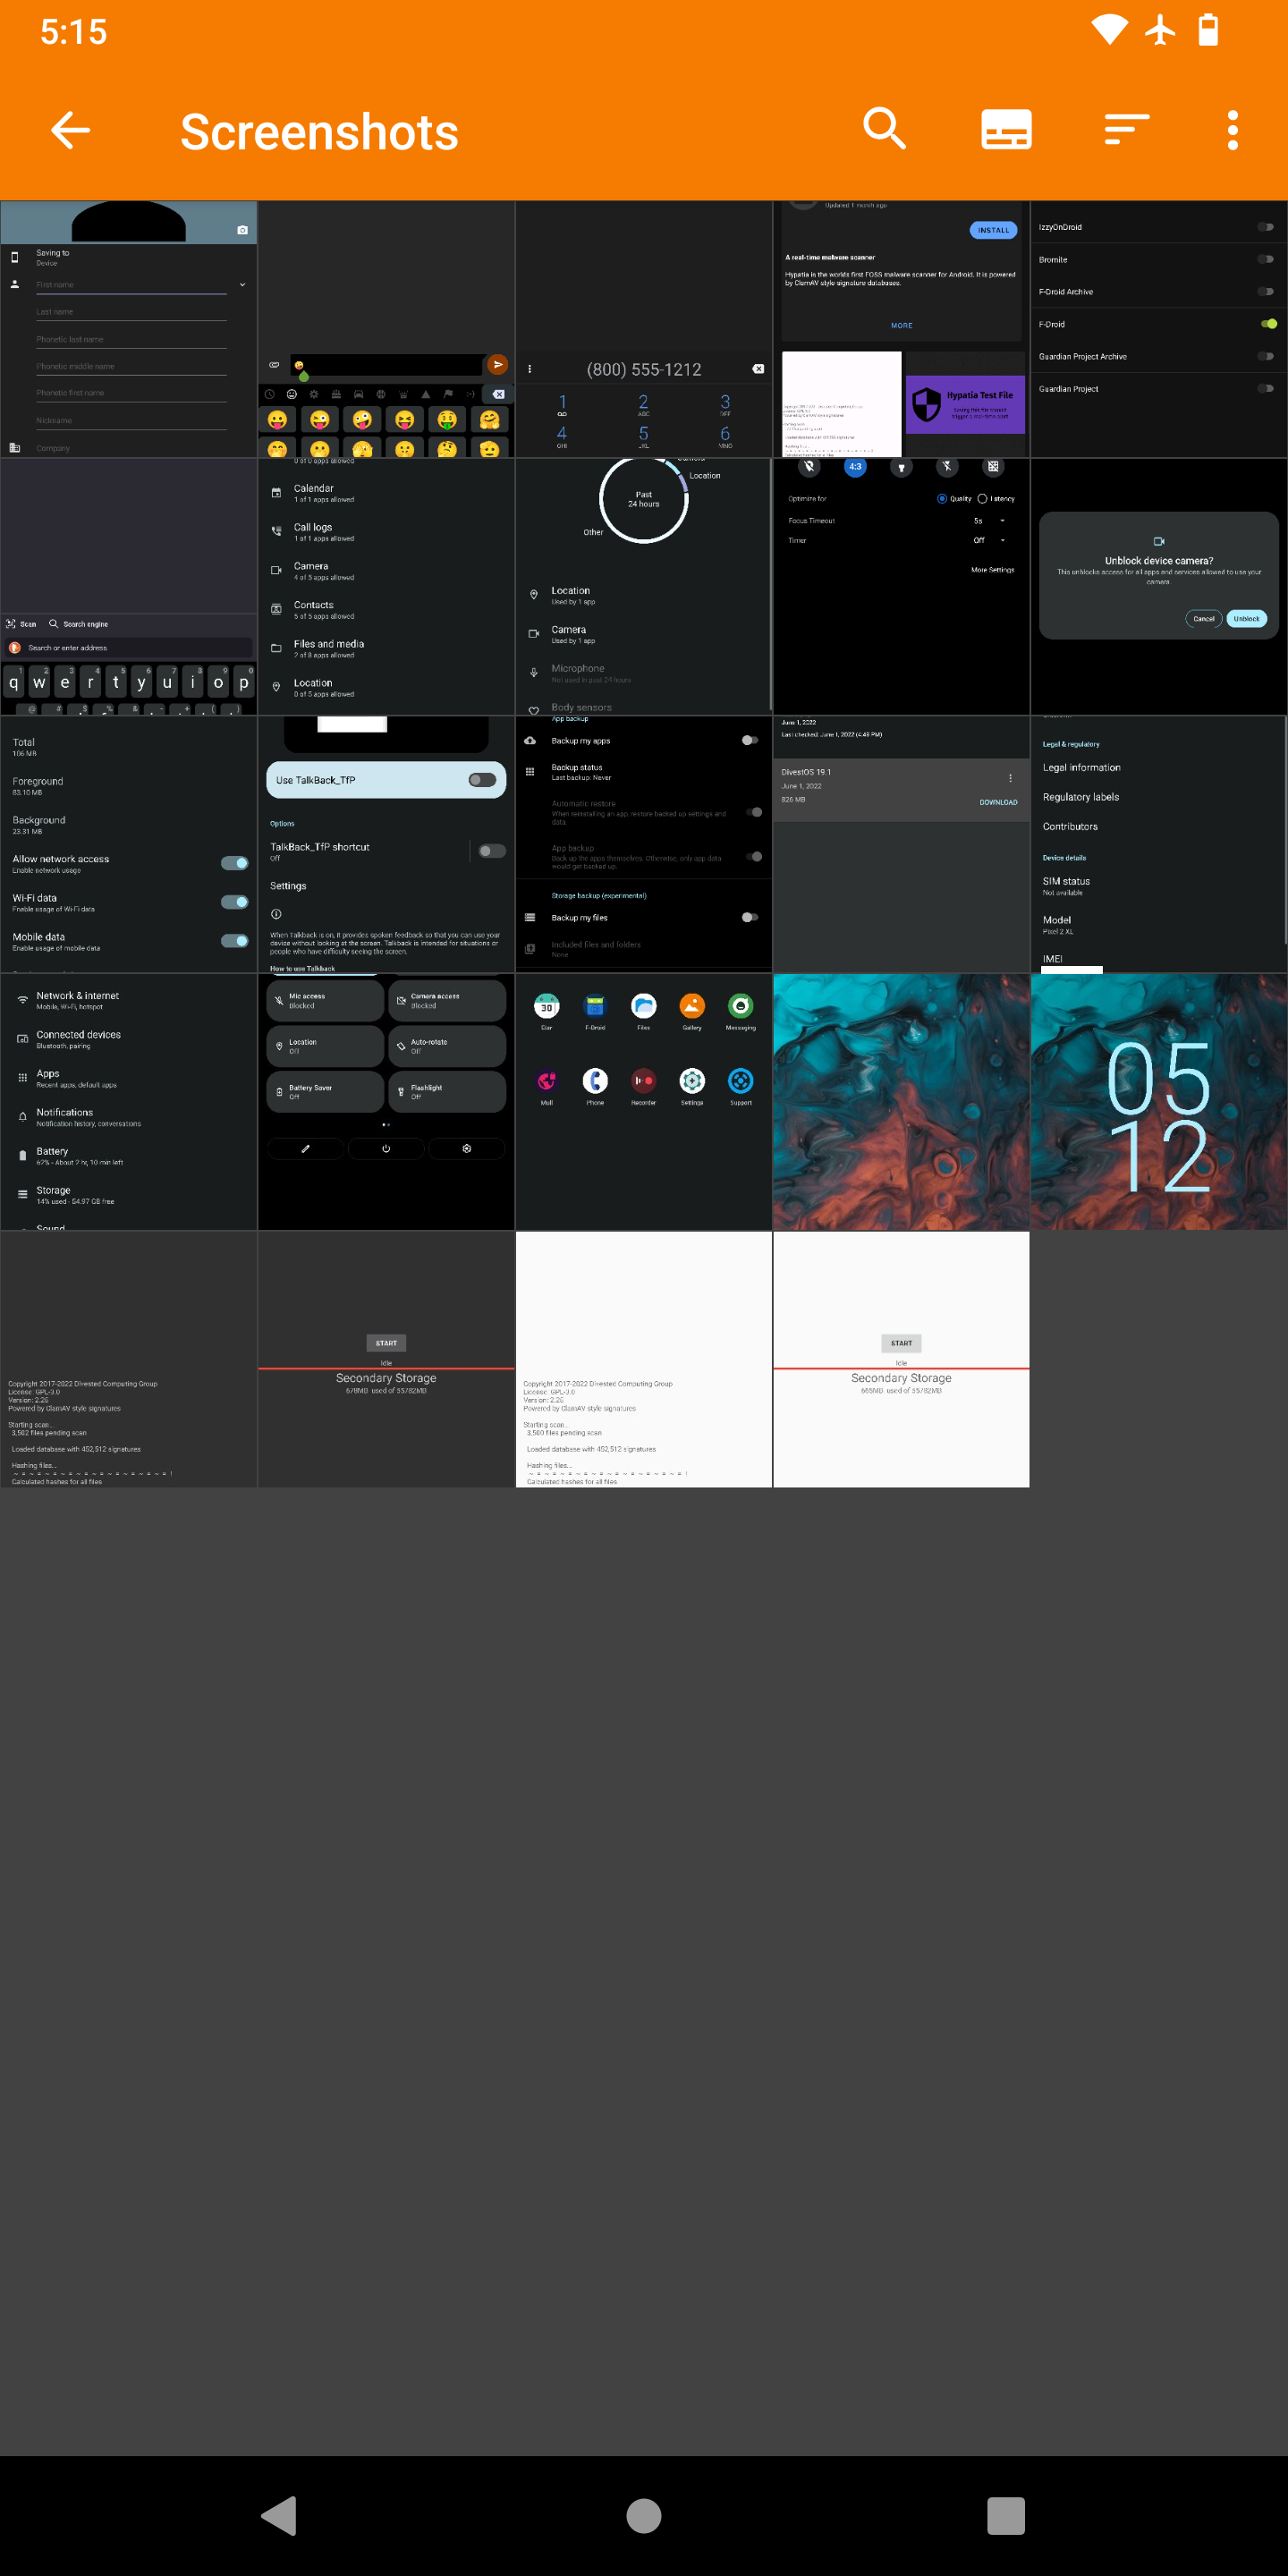 5:15
Screenshots
Saving to
Device
First name
Last name
Phonetic last name
Phonetic middle name
Phonetic first name
Nickname
Company
(800) 555-1212
1
2
ABC
3
DEF
4
GHI
5
JKL
6
MNO
Updated 1 month ago
INSTALL
A real-time malware scanner
Hypatia is the worlds first FOSS malware scanner for Android. It is powered
by ClamAV style signature databases.
MORE
Hypatia Test File
IzzyOnDroid
Bromite
F-Droid Archive
F-Droid
Guardian Project Archive
Guardian Project
Scan
Search engine
Search or enter address
q w e r t y u i o p
0 of 0 apps allowed
Calendar
1 of 1 apps allowed
Call logs
1 of 1 apps allowed
Camera
4 of 5 apps allowed
Contacts
5 of 5 apps allowed
Files and media
2 of 8 apps allowed
Location
0 of 5 apps allowed
Location
Past
24 hours
Other
Location
Used by 1 app
Camera
Used by 1 app
Microphone
Not used in past 24 hours
Body sensors
4:3
Optimize for
Quality
Latency
Focus Timeout
5s
Timer
Off
More Settings
Unblock device camera?
This unblocks access for all apps and services allowed to use your
camera.
Cancel
Unblock
Total
106 MB
Foreground
83.10 MB
Background
23.31 MB
Allow network access
Enable network usage
Wi-Fi data
Enable usage of Wi-Fi data
Mobile data
Enable usage of mobile data
Use TalkBack_TfP
Options
TalkBack_TfP shortcut
Off
Settings
When Talkback is on, it provides spoken feedback so that you can use your
device without looking at the screen. Talkback is intended for situations or
people who have difficulty seeing the screen.
How to use Talkback
App backup
Backup my apps
Backup status
Last backup: Never
Automatic restore
When reinstalling an app, restore backed up settings and
data.
App backup
Back up the apps themselves. Otherwise, only app data
would get backed up.
Storage backup (experimental)
Backup my files
Included files and folders
None
June 1, 2022
Last checked: June 1, 2022 (4:48 PM)
DivestOS 19.1
June 1, 2022
826 MB
DOWNLOAD
Legal & regulatory
Legal information
Regulatory labels
Contributors
Device details
SIM status
Not available
Model
Pixel 2 XL
IMEI
Network & internet
Mobile, Wi-Fi, hotspot
Connected devices
Bluetooth, pairing
Apps
Recent apps, default apps
Notifications
Notification history, conversations
Battery
62% - About 2 hr, 10 min left
Storage
14% used - 54.97 GB free
Sound
Mic access
Blocked
Camera access
Blocked
Location
Off
Auto-rotate
Off
Battery Saver
Off
Flashlight
Off
30
Etar
F-Droid
Files
Gallery
Messaging
Mull
Phone
Recorder
Settings
Support
05
12
Copyright 2017-2022 Divested Computing Group
License: GPL-3.0
Version: 2.26
Powered by ClamAV style signatures
Starting scan...
3,502 files pending scan
Loaded database with 452,512 signatures
Hashing files...
Calculated hashes for all files
START
Idle
Secondary Storage
678MB used of 55782MB
Copyright 2017-2022 Divested Computing Group
License: GPL-3.0
Version: 2.26
Powered by ClamAV style signatures
Starting scan...
3,500 files pending scan
Loaded database with 452,512 signatures
Hashing files...
Calculated hashes for all files
START
Idle
Secondary Storage
665MB used of 55782MB